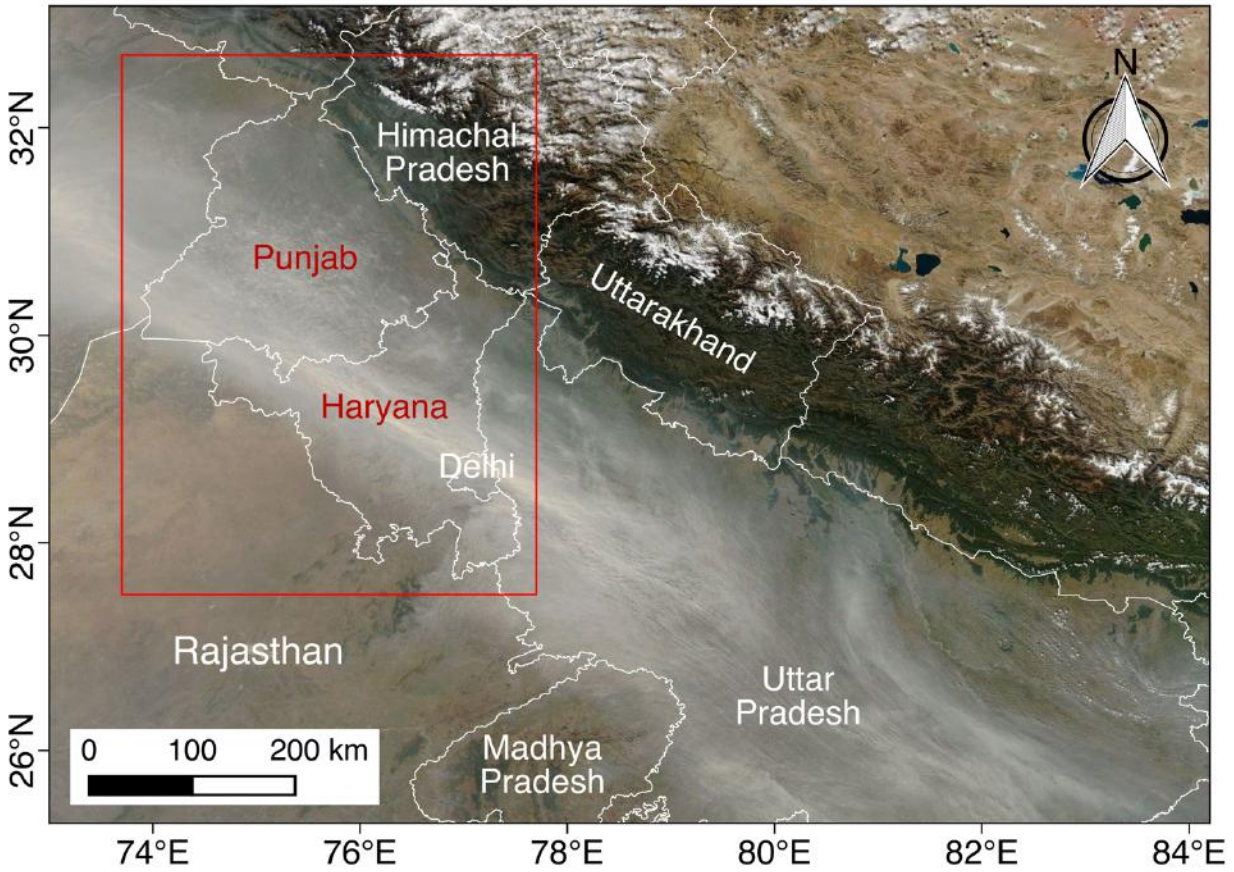 N
32°N
30°N
28°N
26°N
Himachal
Pradesh
Punjab
Uttarakhand
Haryana
Delhi
Rajasthan
Uttar
Pradesh
Madhya
Pradesh
0 100 200 km
74°E 76°E 78°E 80°E 82°E 84°E